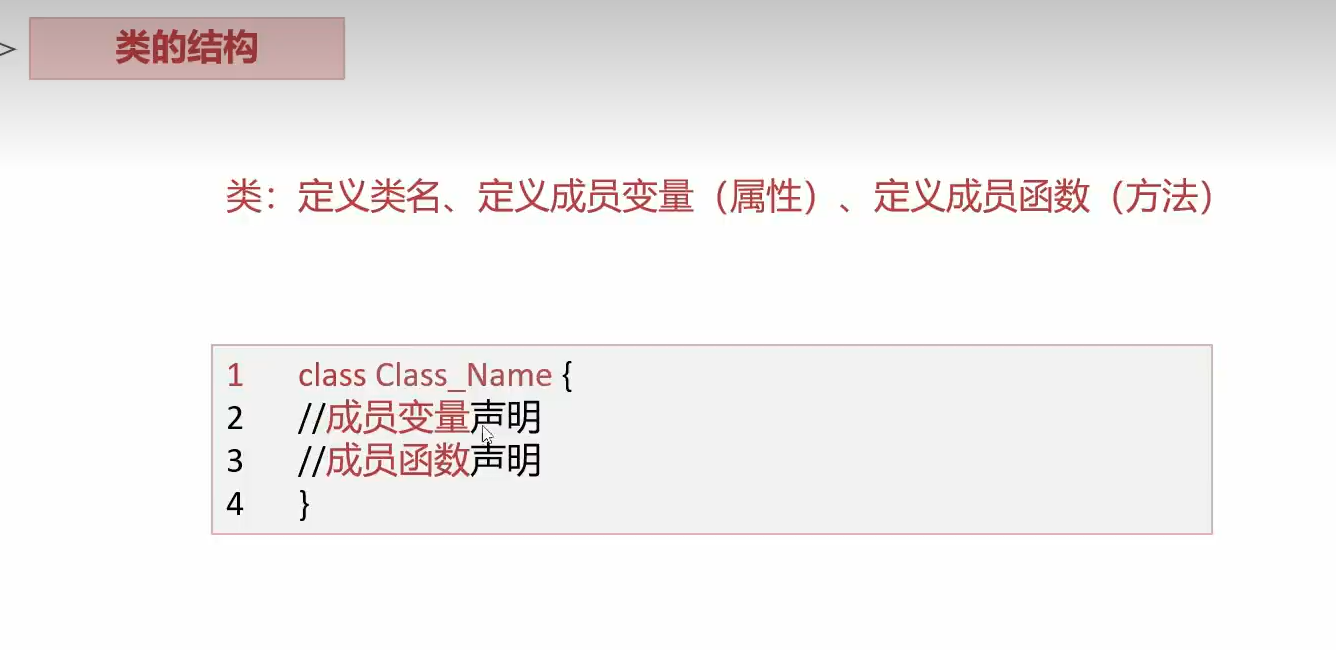 >
类的结构
类：定义类名、定义成员变量（属性）、定义成员函数（方法）
1 class Class_Name {
2 //成员变量声明
3 //成员函数声明
4 }